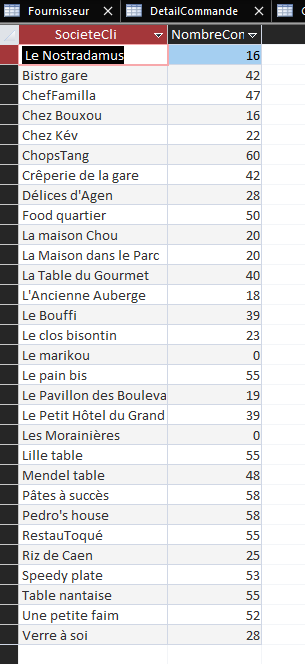 Fournisseur DetailCommande
SocieteCli NombreCor
Le Nostradamus 16
Bistro gare 42
ChefFamilla 47
Chez Bouxou 16
Chez Kév 22
ChopsTang 60
Crêperie de la gare 42
Délices d'Agen 28
Food quartier 50
La maison Chou 20
La Maison dans le Parc 20
La Table du Gourmet 40
L'Ancienne Auberge 18
Le Bouffi 39
Le clos bisontin 23
Le marikou 0
Le pain bis 55
Le Pavillon des Bouleva 19
Le Petit Hôtel du Grand 39
Les Morainières 0
Lille table 55
Mendel table 48
Pâtes à succès 58
Pedro's house 58
RestauToqué 55
Riz de Caen 25
Speedy plate 53
Table nantaise 55
Une petite faim 52
Verre à soi 28